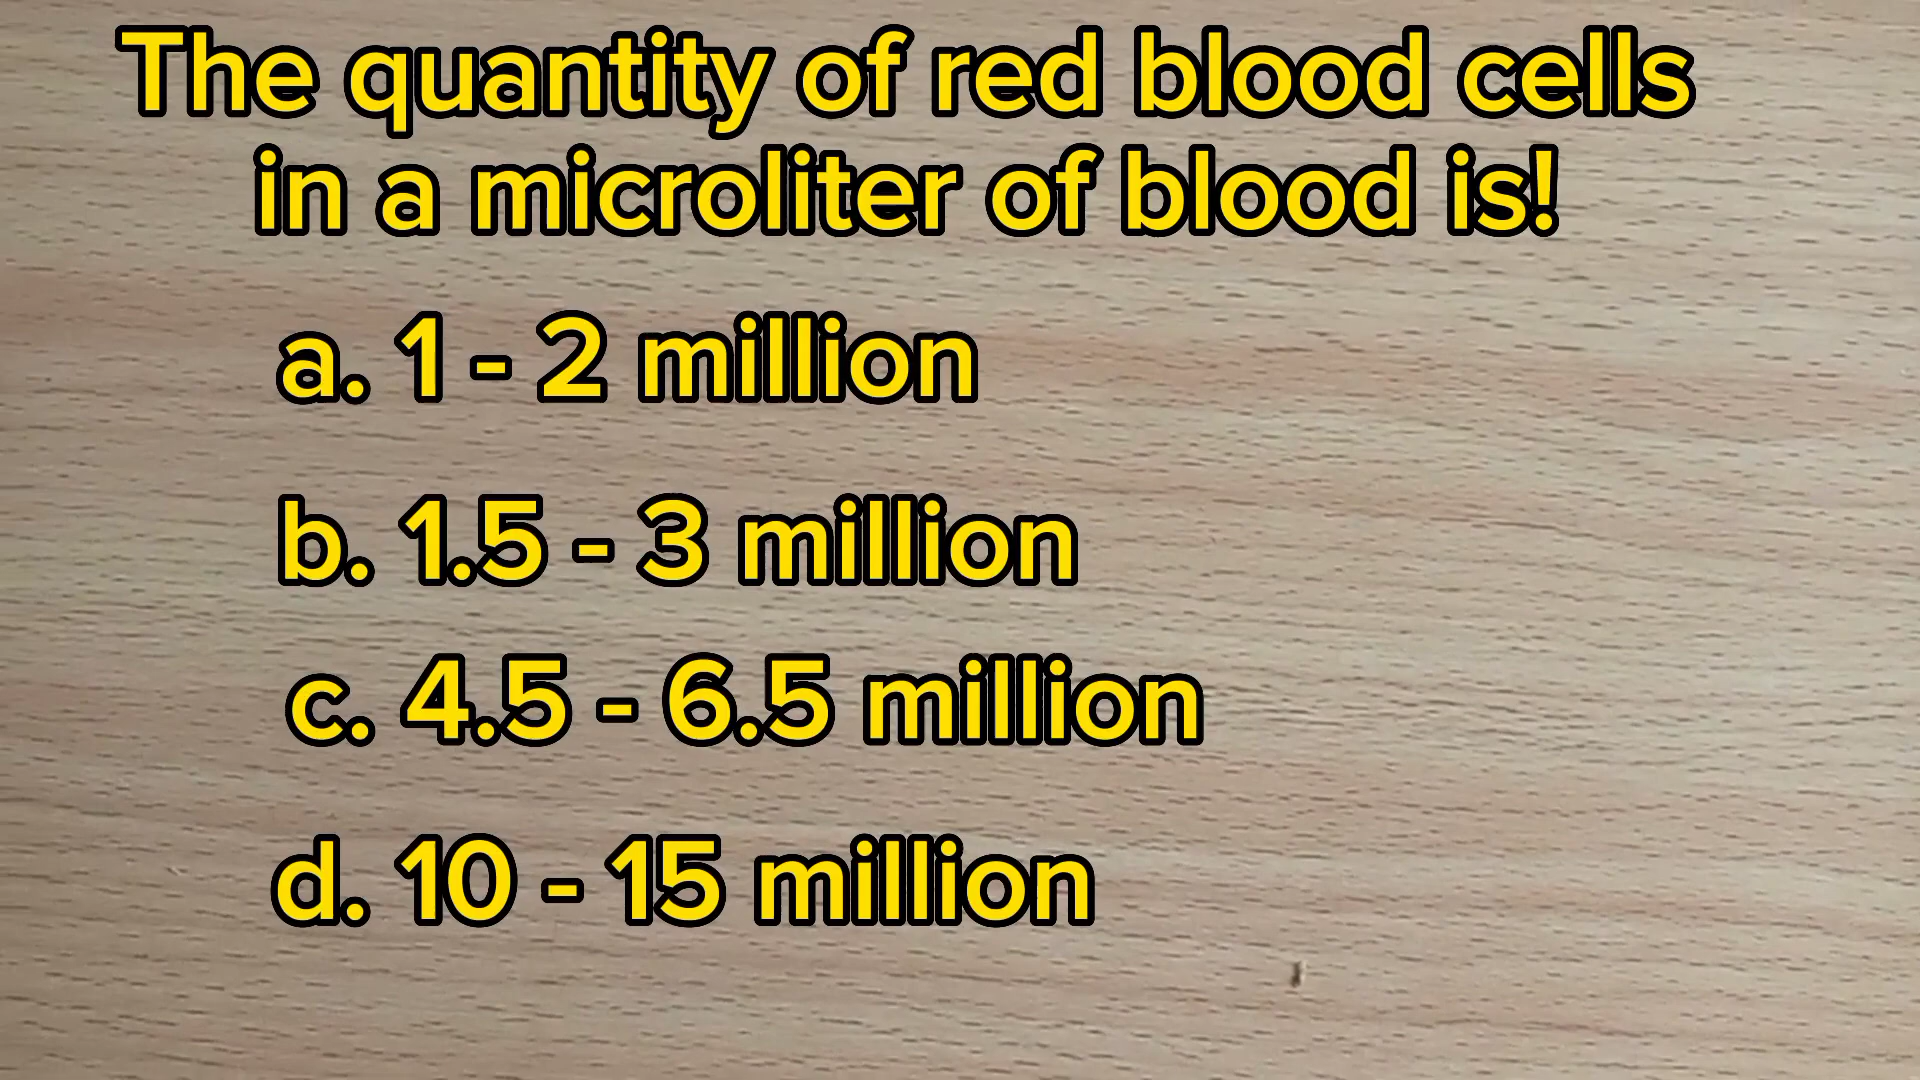 The quantity of red blood cells
in a microliter of blood is!
a. 1 - 2 million
b. 1.5 - 3 million
c. 4.5 - 6.5 million
d. 10 - 15 million